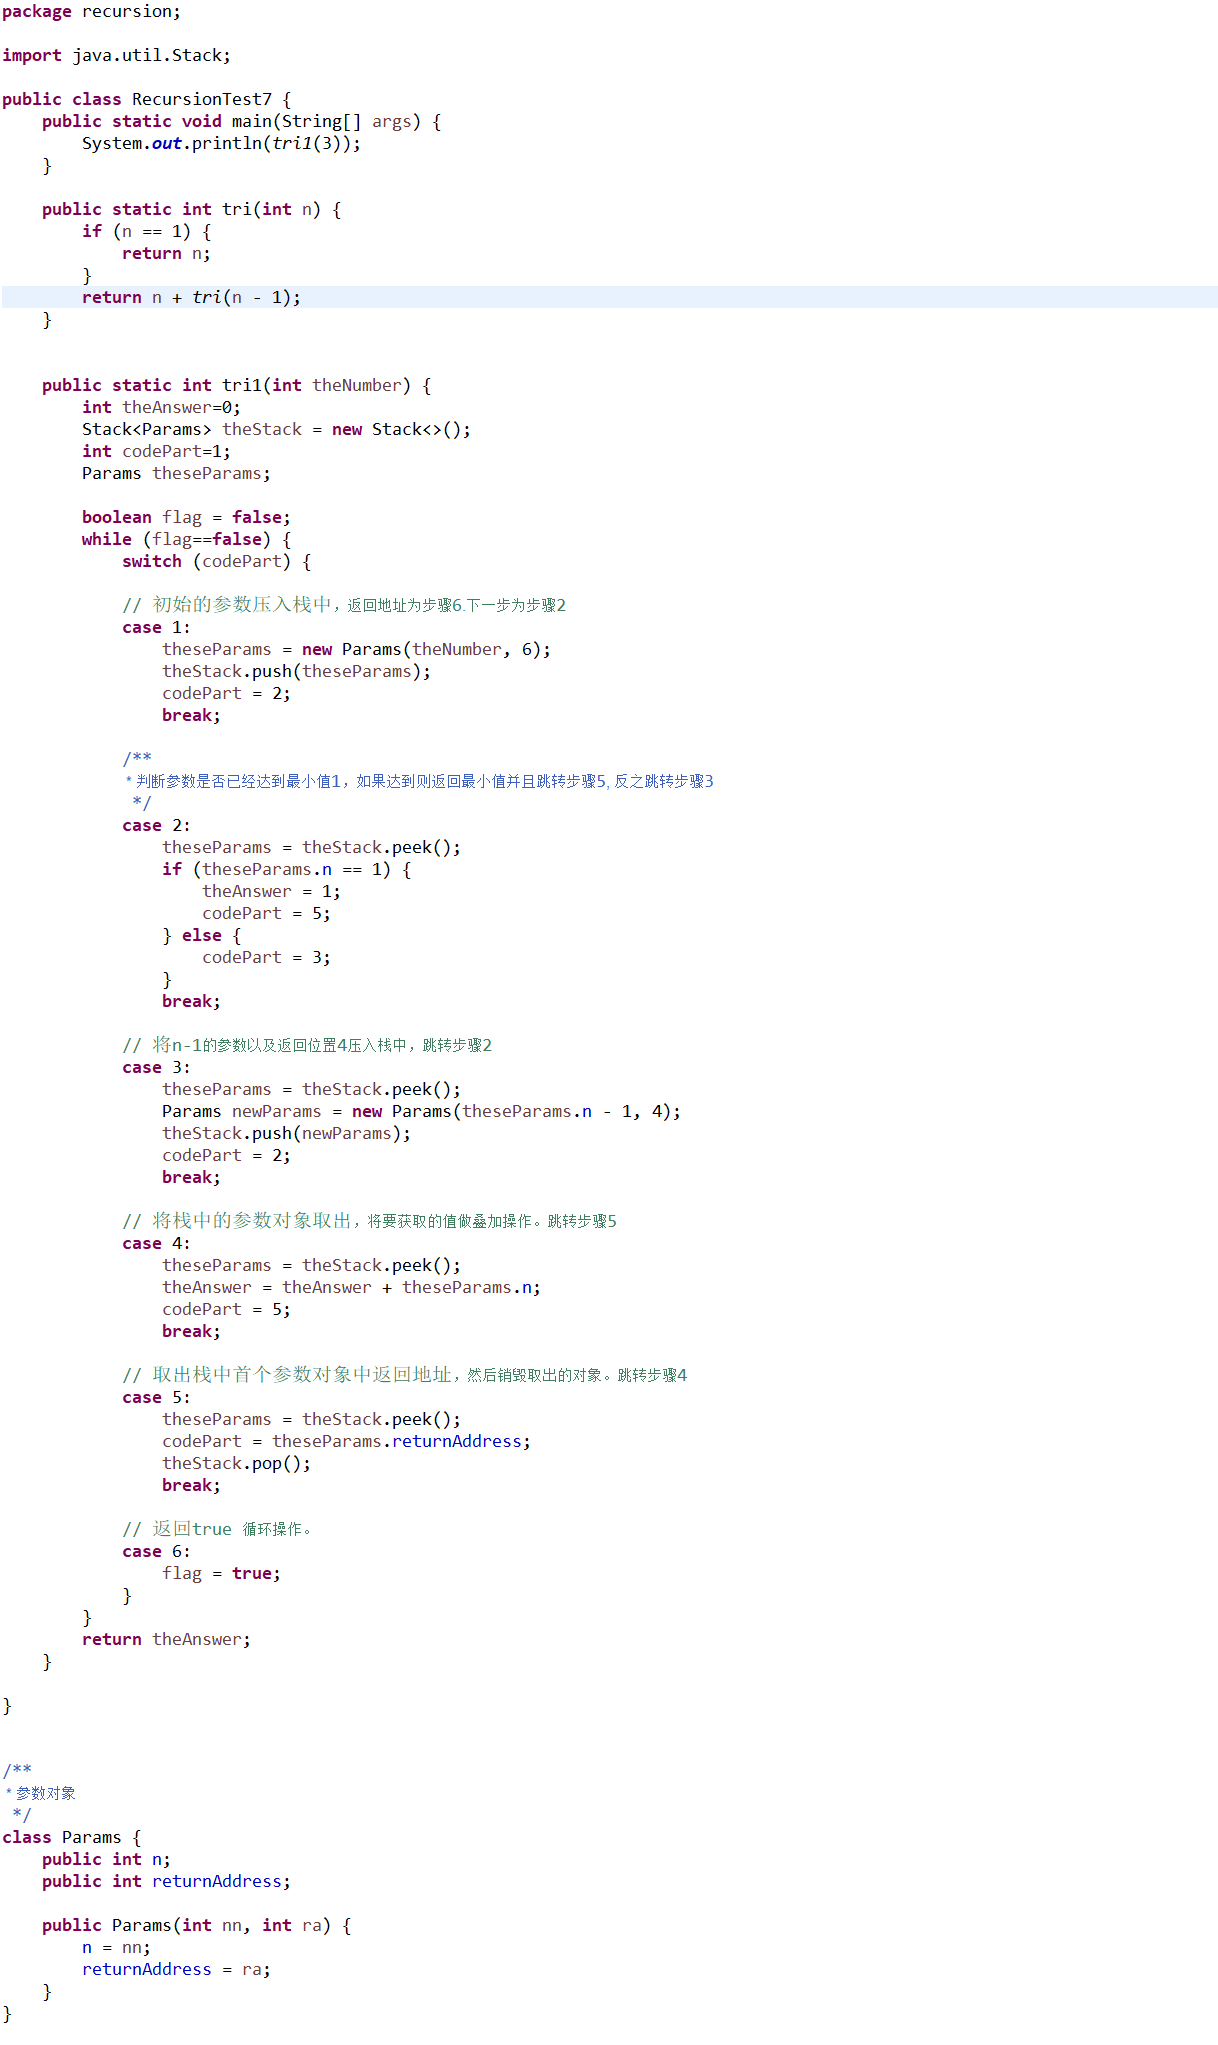 package recursion;
import java.util.Stack;
public class RecursionTest7 {
    public static void main(String[] args) {
        System.out.println(tri1(3));
    }
    public static int tri(int n) {
        if (n == 1) {
            return n;
        }
        return n + tri(n - 1);
    }
    public static int tri1(int theNumber) {
        int theAnswer=0;
        Stack<Params> theStack = new Stack<>();
        int codePart=1;
        Params theseParams;
        boolean flag = false;
        while (flag==false) {
            switch (codePart) {
            // 初始的参数压入栈中，返回地址为步骤6.下一步为步骤2
            case 1:
                theseParams = new Params(theNumber, 6);
                theStack.push(theseParams);
                codePart = 2;
                break;
            /**
            * 判断参数是否已经达到最小值1，如果达到则返回最小值并且跳转步骤5, 反之跳转步骤3
             */
            case 2:
                theseParams = theStack.peek();
                if (theseParams.n == 1) {
                    theAnswer = 1;
                    codePart = 5;
                } else {
                    codePart = 3;
                }
                break;
            // 将n-1的参数以及返回位置4压入栈中，跳转步骤2
            case 3:
                theseParams = theStack.peek();
                Params newParams = new Params(theseParams.n - 1, 4);
                theStack.push(newParams);
                codePart = 2;
                break;
            // 将栈中的参数对象取出，将要获取的值做叠加操作。跳转步骤5
            case 4:
                theseParams = theStack.peek();
                theAnswer = theAnswer + theseParams.n;
                codePart = 5;
                break;
            // 取出栈中首个参数对象中返回地址，然后销毁取出的对象。跳转步骤4
            case 5:
                theseParams = theStack.peek();
                codePart = theseParams.returnAddress;
                theStack.pop();
                break;
            // 返回true 循环操作。
            case 6:
                flag = true;
            }
        }
        return theAnswer;
    }
}
/**
* 参数对象
 */
class Params {
    public int n;
    public int returnAddress;
    public Params(int nn, int ra) {
        n = nn;
        returnAddress = ra;
    }
}